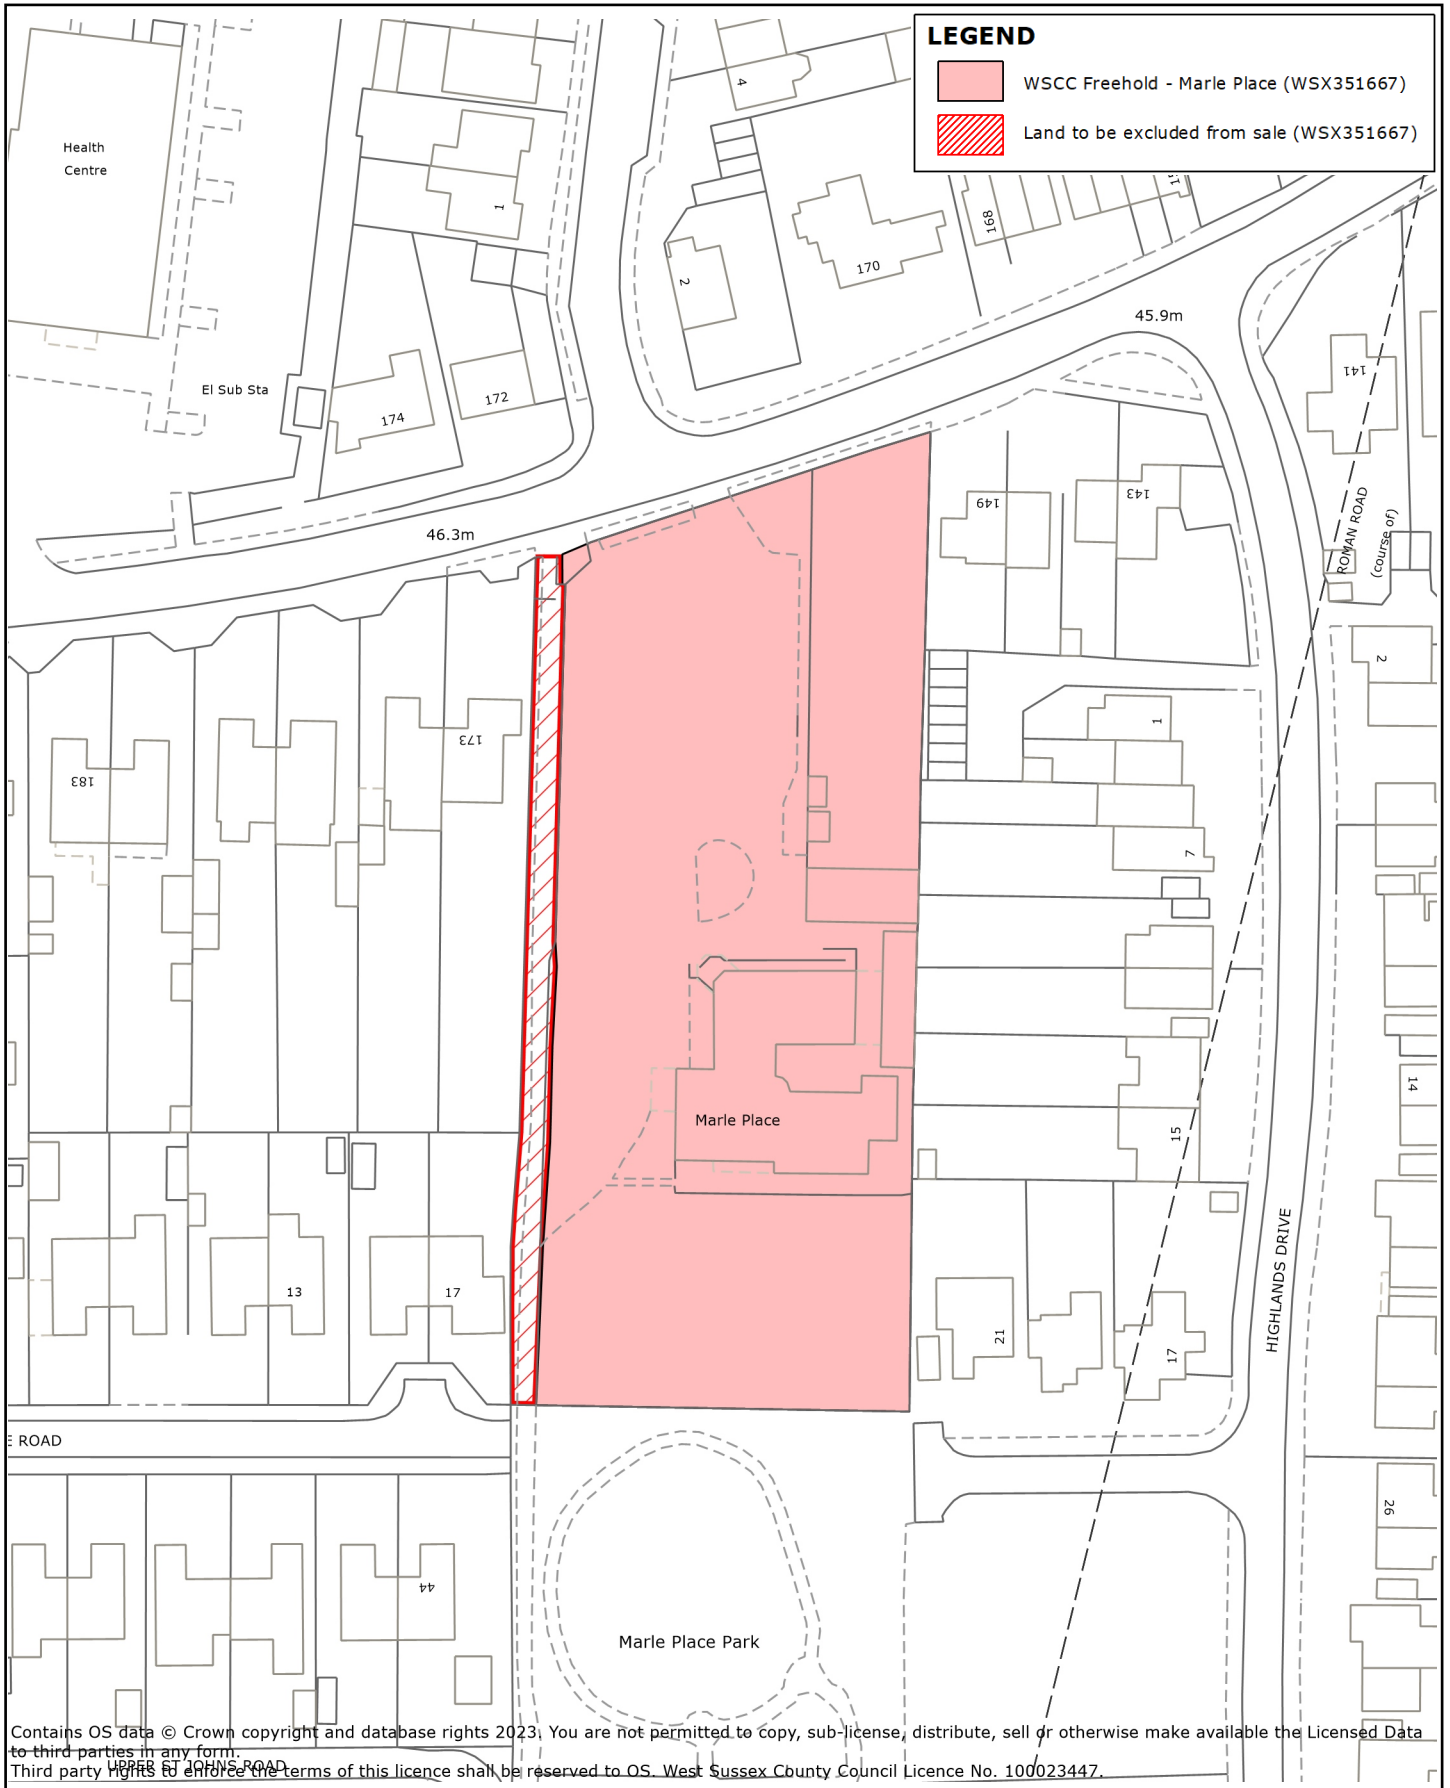 LEGEND
WSCC Freehold - Marle Place (WSX351667)
Land to be excluded from sale (WSX351667)
Health
Centre
4
1
2
170
168
45.9m
El Sub Sta
174
172
141
46.3m
149
143
ROMAN ROAD
(course of)
2
183
173
1
7
14
Marle Place
15
13
17
21
17
HIGHLANDS DRIVE
E ROAD
26
44
Marle Place Park
Contains OS data © Crown copyright and database rights 2023. You are not permitted to copy, sub-license, distribute, sell or otherwise make available the Licensed Data
to third parties in any form.
UPPER ST JOHNS ROAD
Third party rights to enforce the terms of this licence shall be reserved to OS. West Sussex County Council Licence No. 100023447.